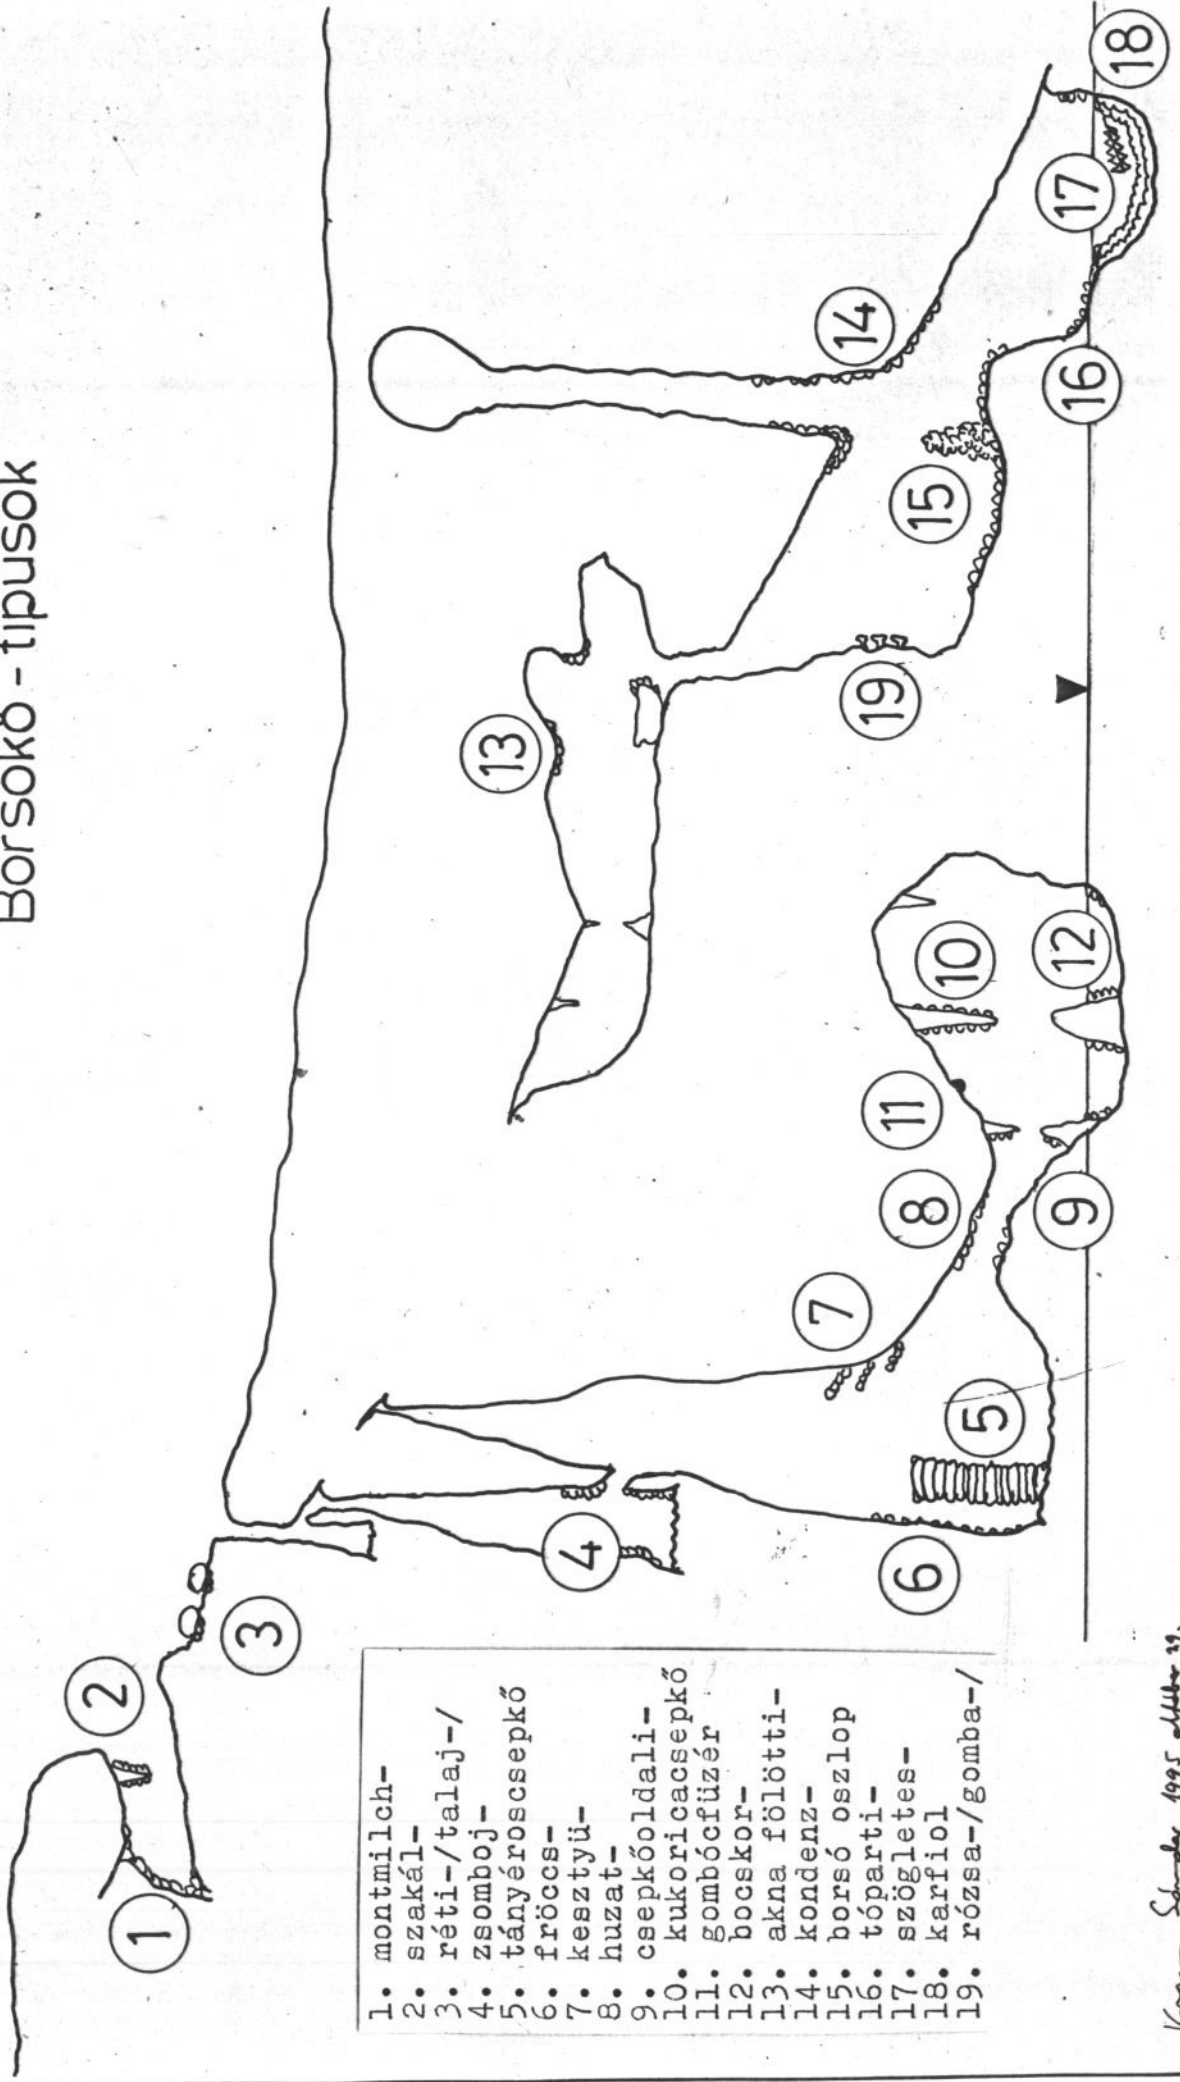 Borsókő - tipusok
1
2
3
4
5
6
7
8
9
10
11
12
13
14
15
16
17
18
19
1. montmilch-
2. szakál-
3. réti-/talaj-/
4. zsomboj-
5. tányéroscsepkő
6. fröccs-
7. kesztyü-
8. huzat-
9. csepkőoldali-
10. kukoricacsepkő
11. gombócfüzér
12. bocskor-
13. akna fölötti-
14. kondenz-
15. borsó oszlop
16. tóparti-
17. szögletes-
18. karfiol
19. rózsa-/gomba-/
1995 29.